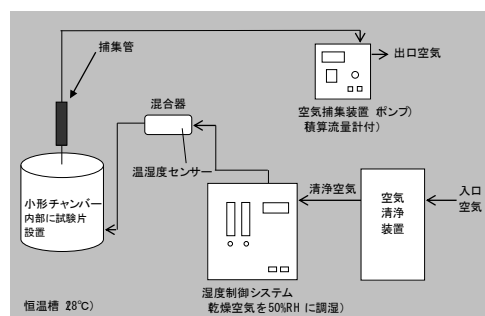 捕集管
出口空気
空気捕集装置 ポンプ)
積算流量計付)
混合器
温湿度センサー
小形チャンバー
内部に試験片
設置
清浄空気
空気
清浄
装置
入口
空気
湿度制御システム
乾燥空気を50%RH に調湿)
恒温槽 28℃)